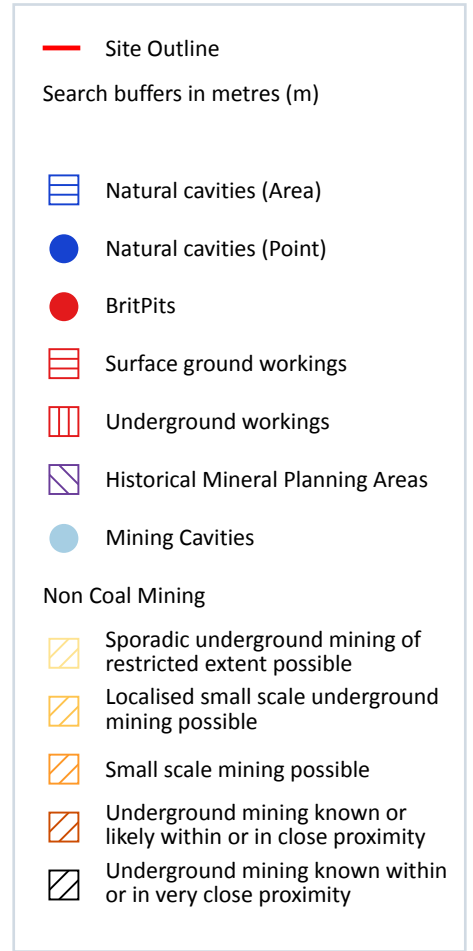 Site Outline
Search buffers in metres (m)
Natural cavities (Area)
Natural cavities (Point)
BritPits
Surface ground workings
Underground workings
Historical Mineral Planning Areas
Mining Cavities
Non Coal Mining
Sporadic underground mining of
restricted extent possible
Localised small scale underground
mining possible
Small scale mining possible
Underground mining known or
likely within or in close proximity
Underground mining known within
or in very close proximity